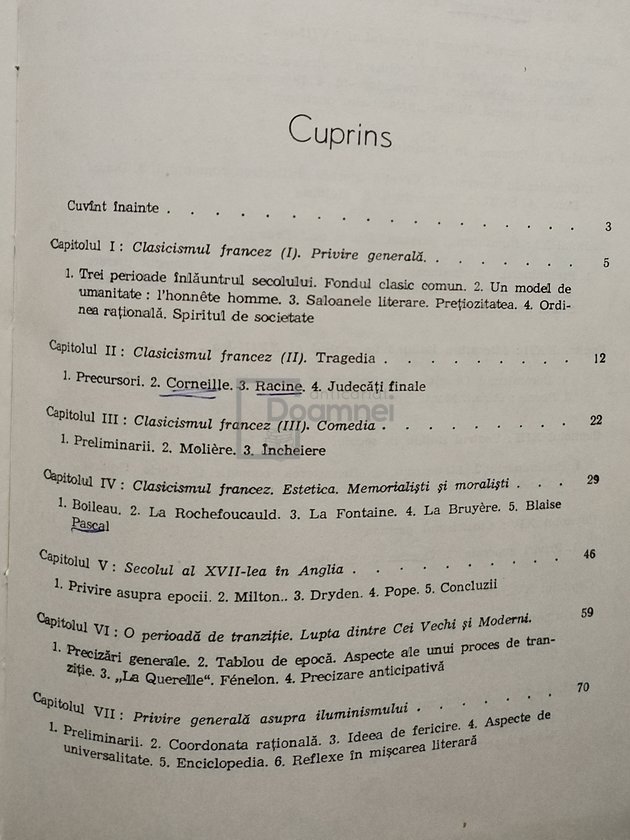 Cuprins
Cuvînt înainte . . . . . . . . . . . . . . . . . . 3
Capitolul I : Clasicismul francez (I). Privire generală. . . . . . . . 5
1. Trei perioade înlăuntrul secolului. Fondul clasic comun. 2. Un model de
umanitate : l'honnête homme. 3. Saloanele literare. Prețiozitatea. 4. Ordi-
nea rațională. Spiritul de societate
Capitolul II : Clasicismul francez (II). Tragedia . . . . . . . . . 12
1. Precursori. 2. Corneille. 3. Racine. 4. Judecăți finale
anticariat
Doamnei
Capitolul III : Clasicismul francez (III). Comedia . . . . . . . . . 22
1. Preliminarii. 2. Molière. 3. Încheiere
Capitolul IV : Clasicismul francez. Estetica. Memorialiști și moraliști . . . 29
1. Boileau. 2. La Rochefoucauld. 3. La Fontaine. 4. La Bruyère. 5. Blaise
Pascal
Capitolul V : Secolul al XVII-lea în Anglia . . . . . . . . . . 46
1. Privire asupra epocii. 2. Milton.. 3. Dryden. 4. Pope. 5. Concluzii
Capitolul VI : O perioadă de tranziție. Lupta dintre Cei Vechi și Moderni. 59
1. Precizări generale. 2. Tablou de epocă. Aspecte ale unui proces de tran-
ziție. 3. „La Querelle“. Fénelon. 4. Precizare anticipativă
Capitolul VII : Privire generală asupra iluminismului . . . . . . . 70
1. Preliminarii. 2. Coordonata rațională. 3. Ideea de fericire. 4. Aspecte de
universalitate. 5. Enciclopedia. 6. Reflexe în mișcarea literară